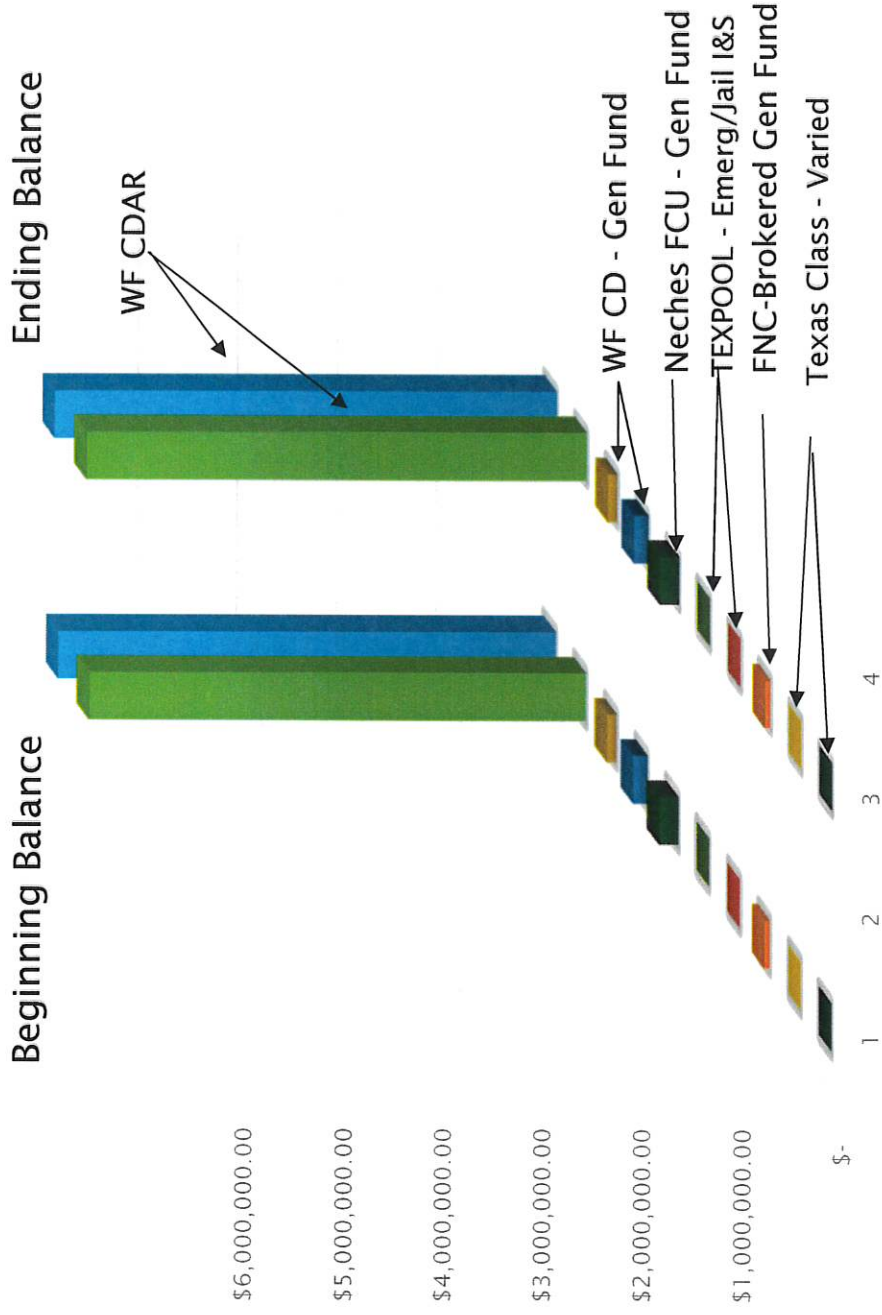 Beginning Balance
Ending Balance
WF CDAR
WF CD - Gen Fund
Neches FCU - Gen Fund
TEXPOOL - Emerg/Jail I&S
FNC-Brokered Gen Fund
Texas Class - Varied
$6,000,000.00
$5,000,000.00
$4,000,000.00
$3,000,000.00
$2,000,000.00
$1,000,000.00
$-
1
2
3
4